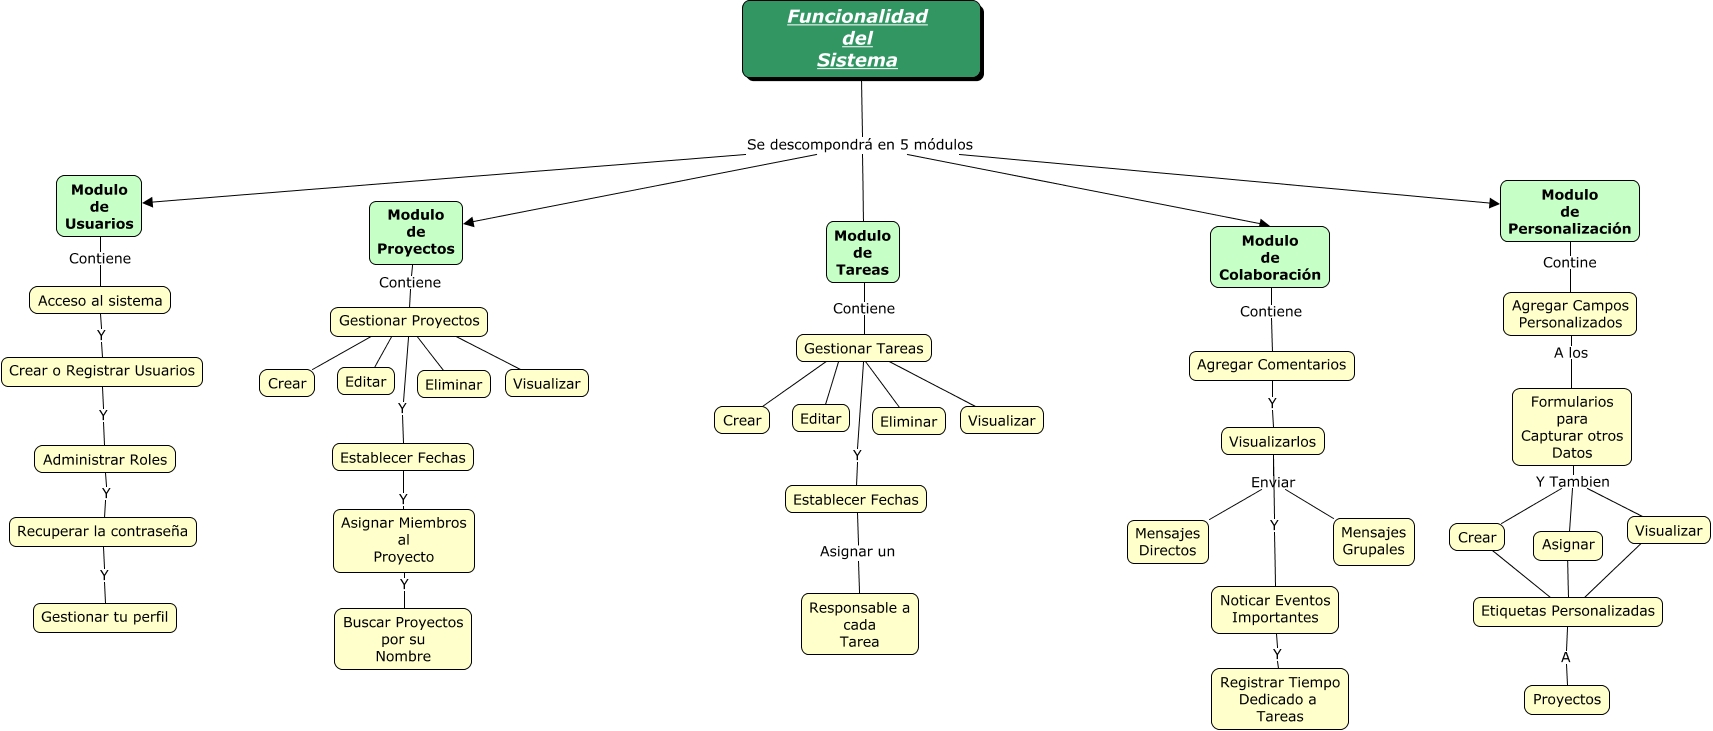 Funcionalidad
del
Sistema
Se descompondrá en 5 módulos
Modulo
de
Usuarios
Contiene
Acceso al sistema
Y
Crear o Registrar Usuarios
Y
Administrar Roles
Y
Recuperar la contraseña
Y
Gestionar tu perfil
Modulo
de
Proyectos
Contiene
Gestionar Proyectos
Crear
Editar
Eliminar
Visualizar
Y
Establecer Fechas
Y
Asignar Miembros
al
Proyecto
Y
Buscar Proyectos
por su
Nombre
Modulo
de
Tareas
Contiene
Gestionar Tareas
Crear
Editar
Eliminar
Visualizar
Y
Establecer Fechas
Asignar un
Responsable a
cada
Tarea
Modulo
de
Colaboración
Contiene
Agregar Comentarios
Y
Visualizarlos
Enviar
Mensajes
Directos
Y
Mensajes
Grupales
Noticar Eventos
Importantes
Y
Registrar Tiempo
Dedicado a
Tareas
Modulo
de
Personalización
Contine
Agregar Campos
Personalizados
A los
Formularios
para
Capturar otros
Datos
Y Tambien
Crear
Asignar
Visualizar
Etiquetas Personalizadas
A
Proyectos